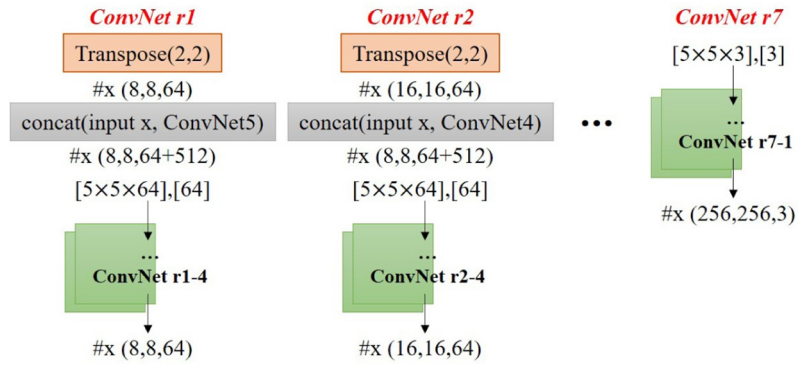 ConvNet r1
Transpose(2,2)
#x (8,8,64)
concat(input x, ConvNet5)
#x (8,8,64+512)
[5×5×64],[64]
...
ConvNet r1-4
#x (8,8,64)
ConvNet r2
Transpose(2,2)
#x (16,16,64)
concat(input x, ConvNet4)
#x (8,8,64+512)
[5×5×64],[64]
...
ConvNet r2-4
#x (16,16,64)
...
ConvNet r7
[5×5×3],[3]
...
ConvNet r7-1
#x (256,256,3)